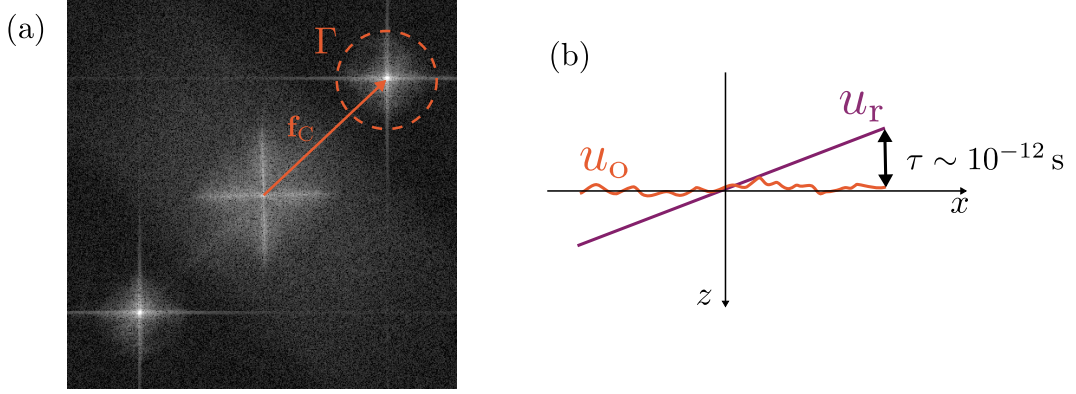 (a)
Γ
f_C
(b)
u_r
u_o
τ ∼ 10^{−12} s
x
z